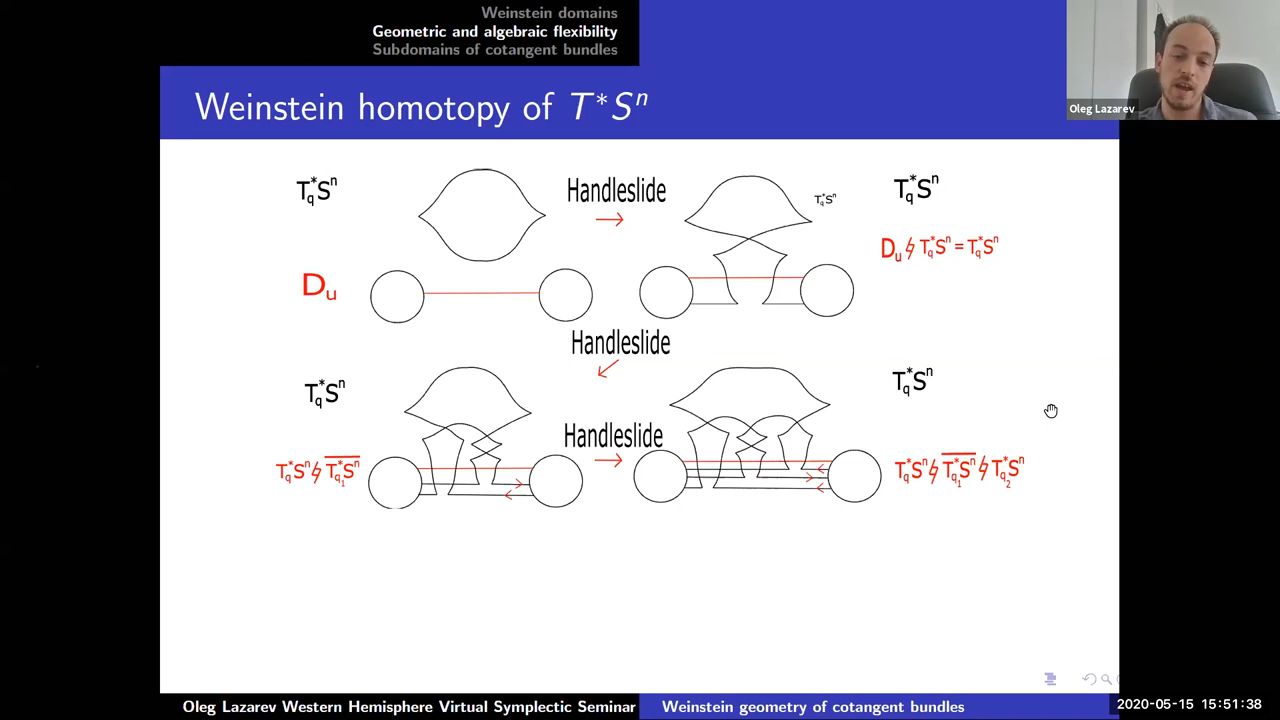 Weinstein domains
Geometric and algebraic flexibility
Subdomains of cotangent bundles
Oleg Lazarev
Weinstein homotopy of T*Sⁿ
T*qSⁿ
Handleslide
T*qSⁿ
T*qSⁿ
Du
Du ϟ T*qSⁿ = T*qSⁿ
Handleslide
T*qSⁿ
T*qSⁿ
Handleslide
T*qSⁿ ϟ T̅*̅q̅₁̅S̅ⁿ̅
T*qSⁿ ϟ T̅*̅q̅₁̅S̅ⁿ̅ ϟ T*q₂Sⁿ
Oleg Lazarev Western Hemisphere Virtual Symplectic Seminar
Weinstein geometry of cotangent bundles
2020-05-15 15:51:38